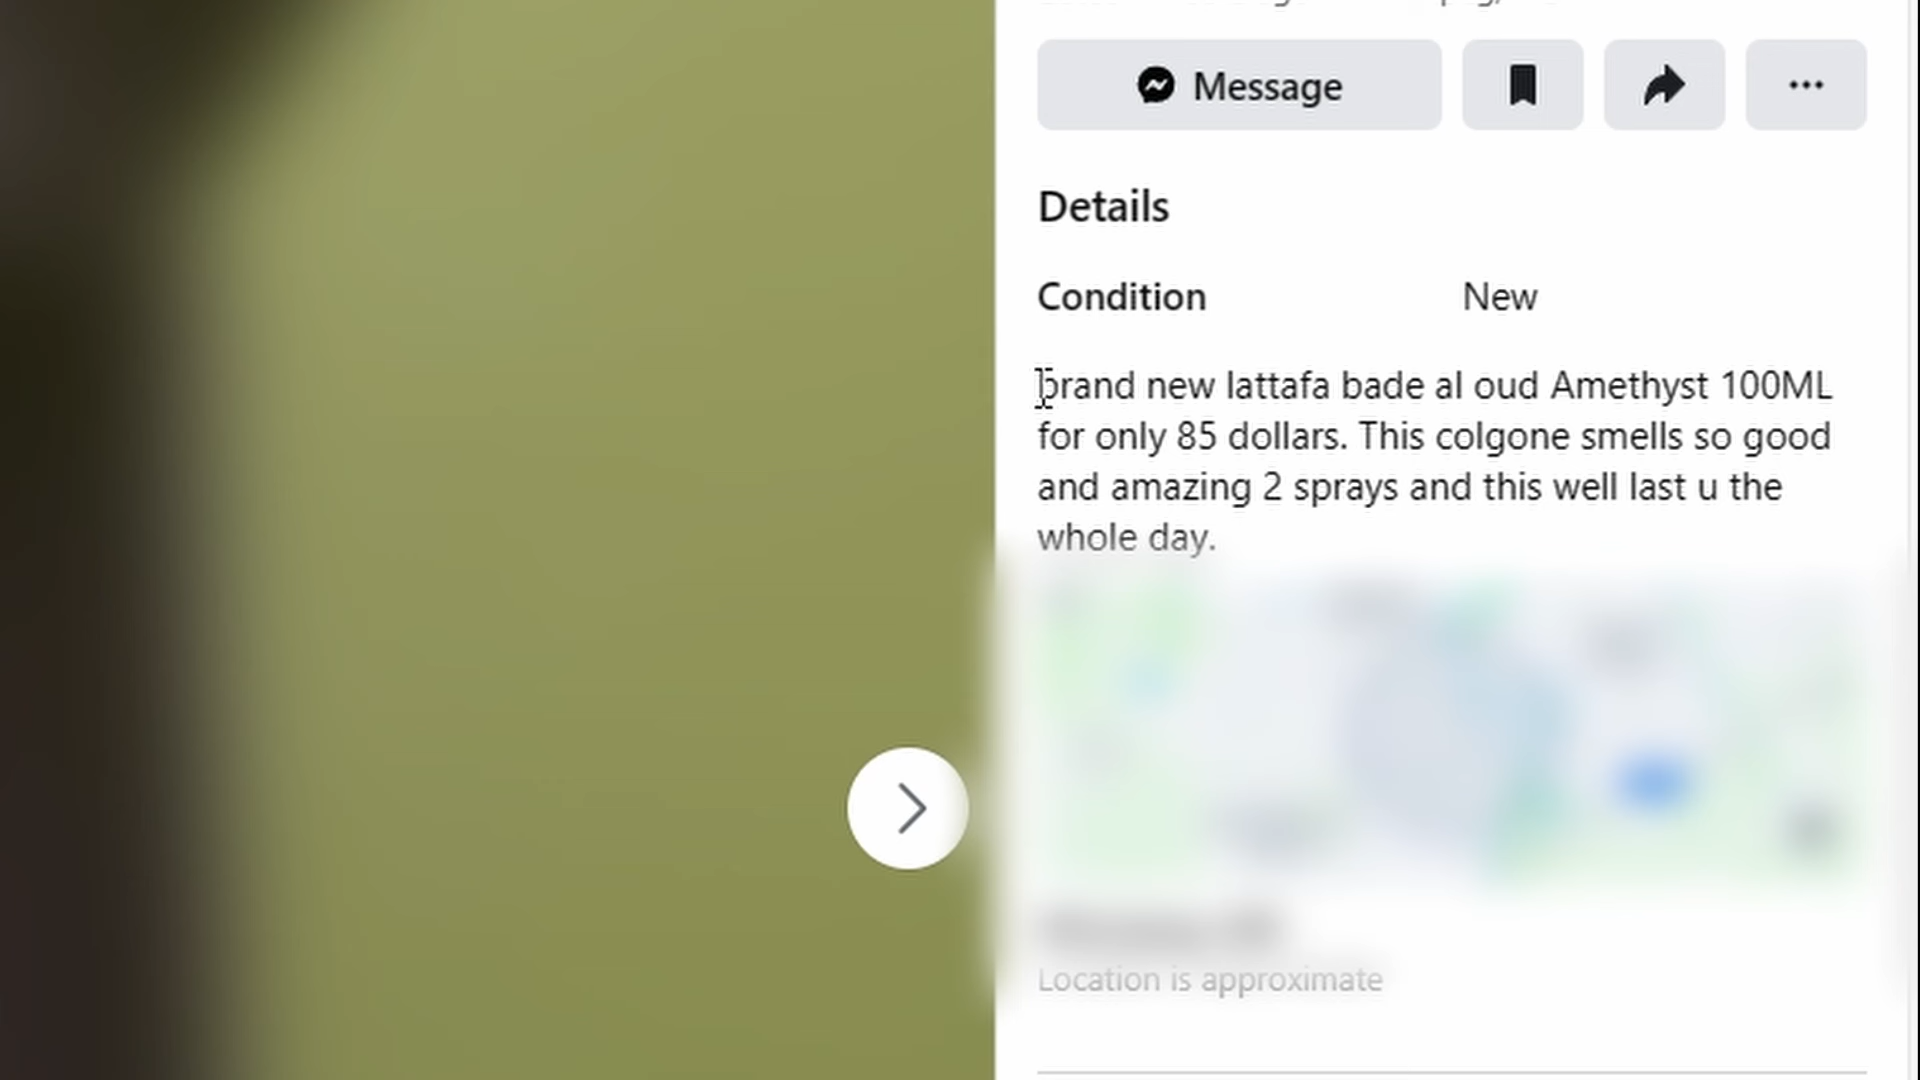 Message
Details
Condition New
brand new lattafa bade al oud Amethyst 100ML
for only 85 dollars. This colgone smells so good
and amazing 2 sprays and this well last u the
whole day.
Location is approximate